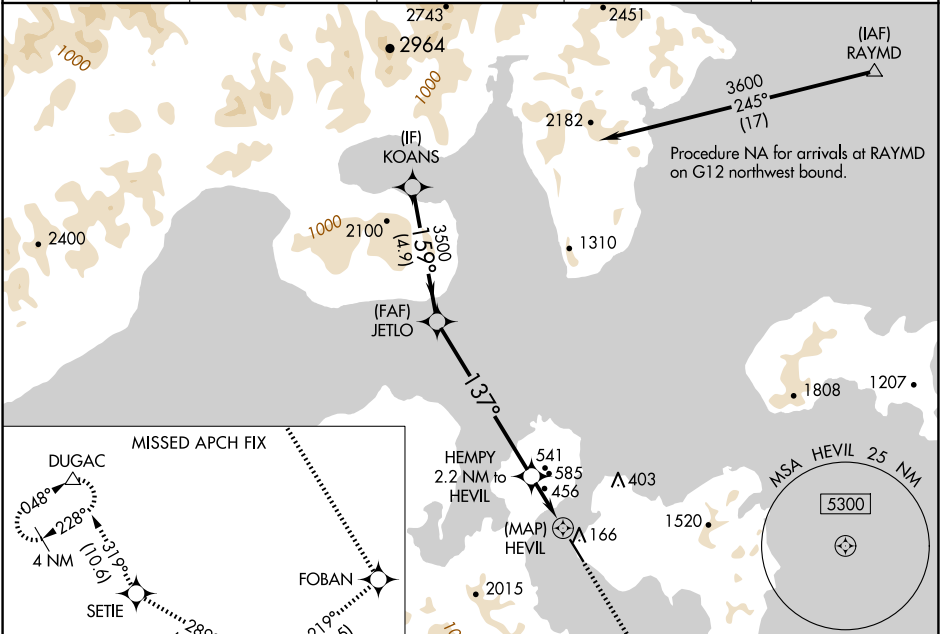 2743
2451
2964
1000
1000
(IAF)
RAYMD
3600
245°
(17)
2182
Procedure NA for arrivals at RAYMD
on G12 northwest bound.
(IF)
KOANS
1000
2100
3500
159°
(4.9)
2400
1310
(FAF)
JETLO
137°
1808
1207
MISSED APCH FIX
DUGAC
048°
228°
4 NM
319°
(10.6)
SETIE
289°
FOBAN
219°
5)
HEMPY
2.2 NM to
HEVIL
541
585
456
403
(MAP)
HEVIL
166
1520
2015
10
MSA HEVIL 25 NM
5300